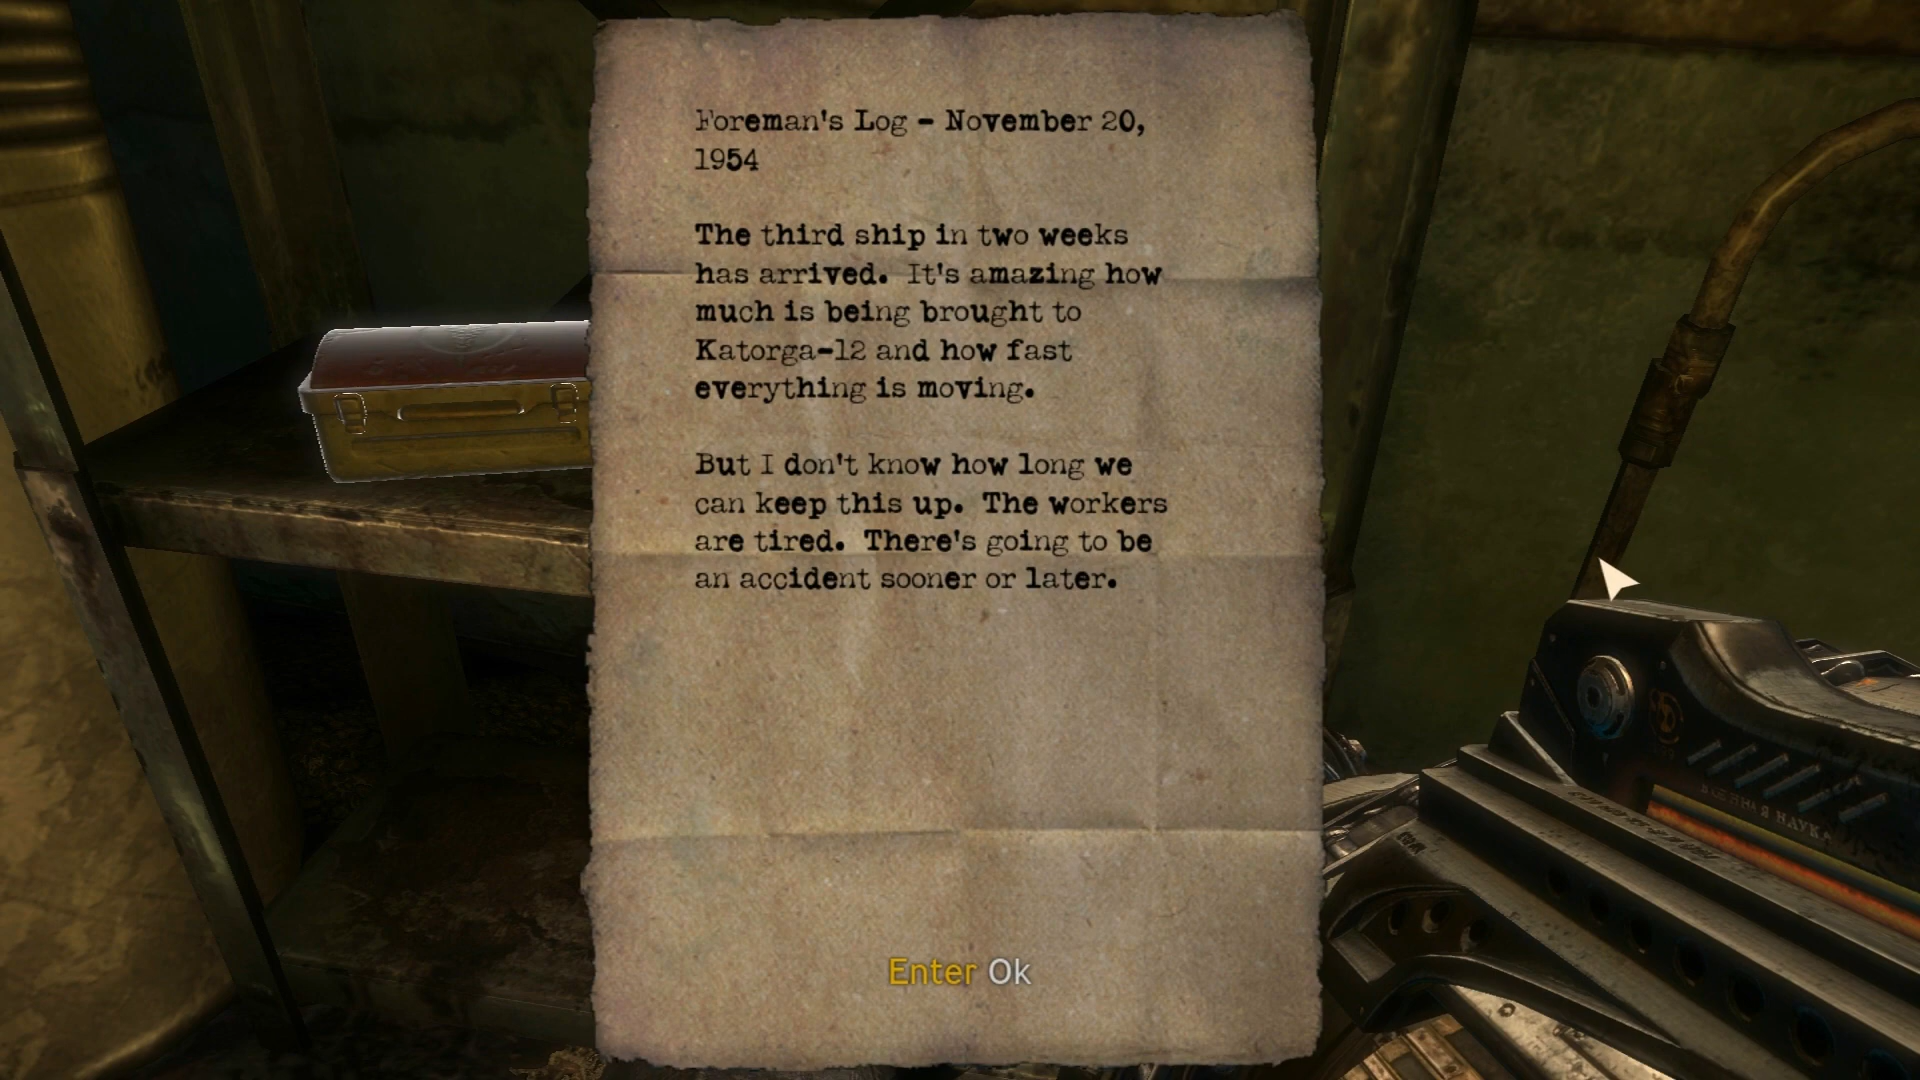 Foreman's Log - November 20,
1954
The third ship in two weeks
has arrived.  It's amazing how
much is being brought to
Katorga-12 and how fast
everything is moving.
But I don't know how long we
can keep this up.  The workers
are tired.  There's going to be
an accident sooner or later.
Enter Ok
НАУКА